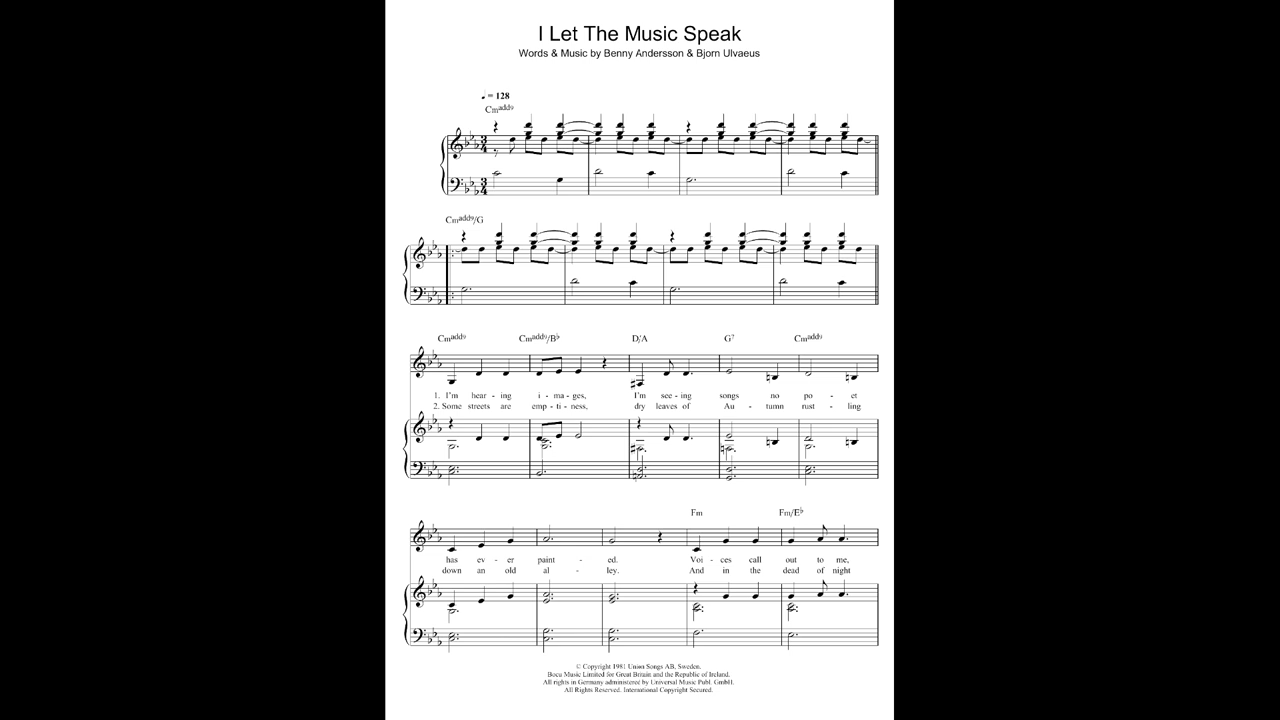 I Let The Music Speak
Words & Music by Benny Andersson & Bjorn Ulvaeus
♩. = 128
Cmadd9
Cmadd9/G
Cmadd9 Cmadd9/B♭ D/A G7 Cmadd9
1. I'm hear - ing i - ma - ges, I'm see - ing songs no po - et
2. Some streets are emp - ti - ness, dry leaves of Au - tumn rust - ling
Fm Fm/E♭
has ev - er paint - ed. Voi - ces call out to me,
down an old al - ley. And in the dead of night
© Copyright 1981 Union Songs AB, Sweden.
Bocu Music Limited for Great Britain and the Republic of Ireland.
All rights in Germany administered by Universal Music Publ. GmbH.
All Rights Reserved. International Copyright Secured.